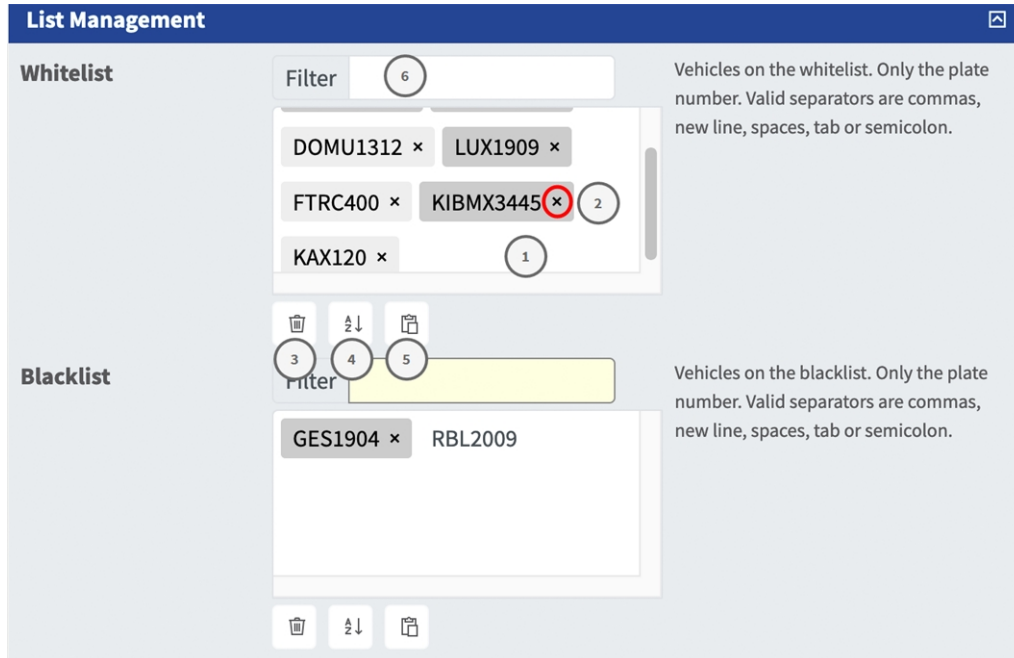 List Management
Whitelist
Filter
6
Vehicles on the whitelist. Only the plate
number. Valid separators are commas,
new line, spaces, tab or semicolon.
DOMU1312 × LUX1909 ×
FTRC400 × KIBMX3445 × 2
KAX120 × 1
A
Z
3 4 5
Blacklist
Filter
Vehicles on the blacklist. Only the plate
number. Valid separators are commas,
new line, spaces, tab or semicolon.
GES1904 × RBL2009
A
Z